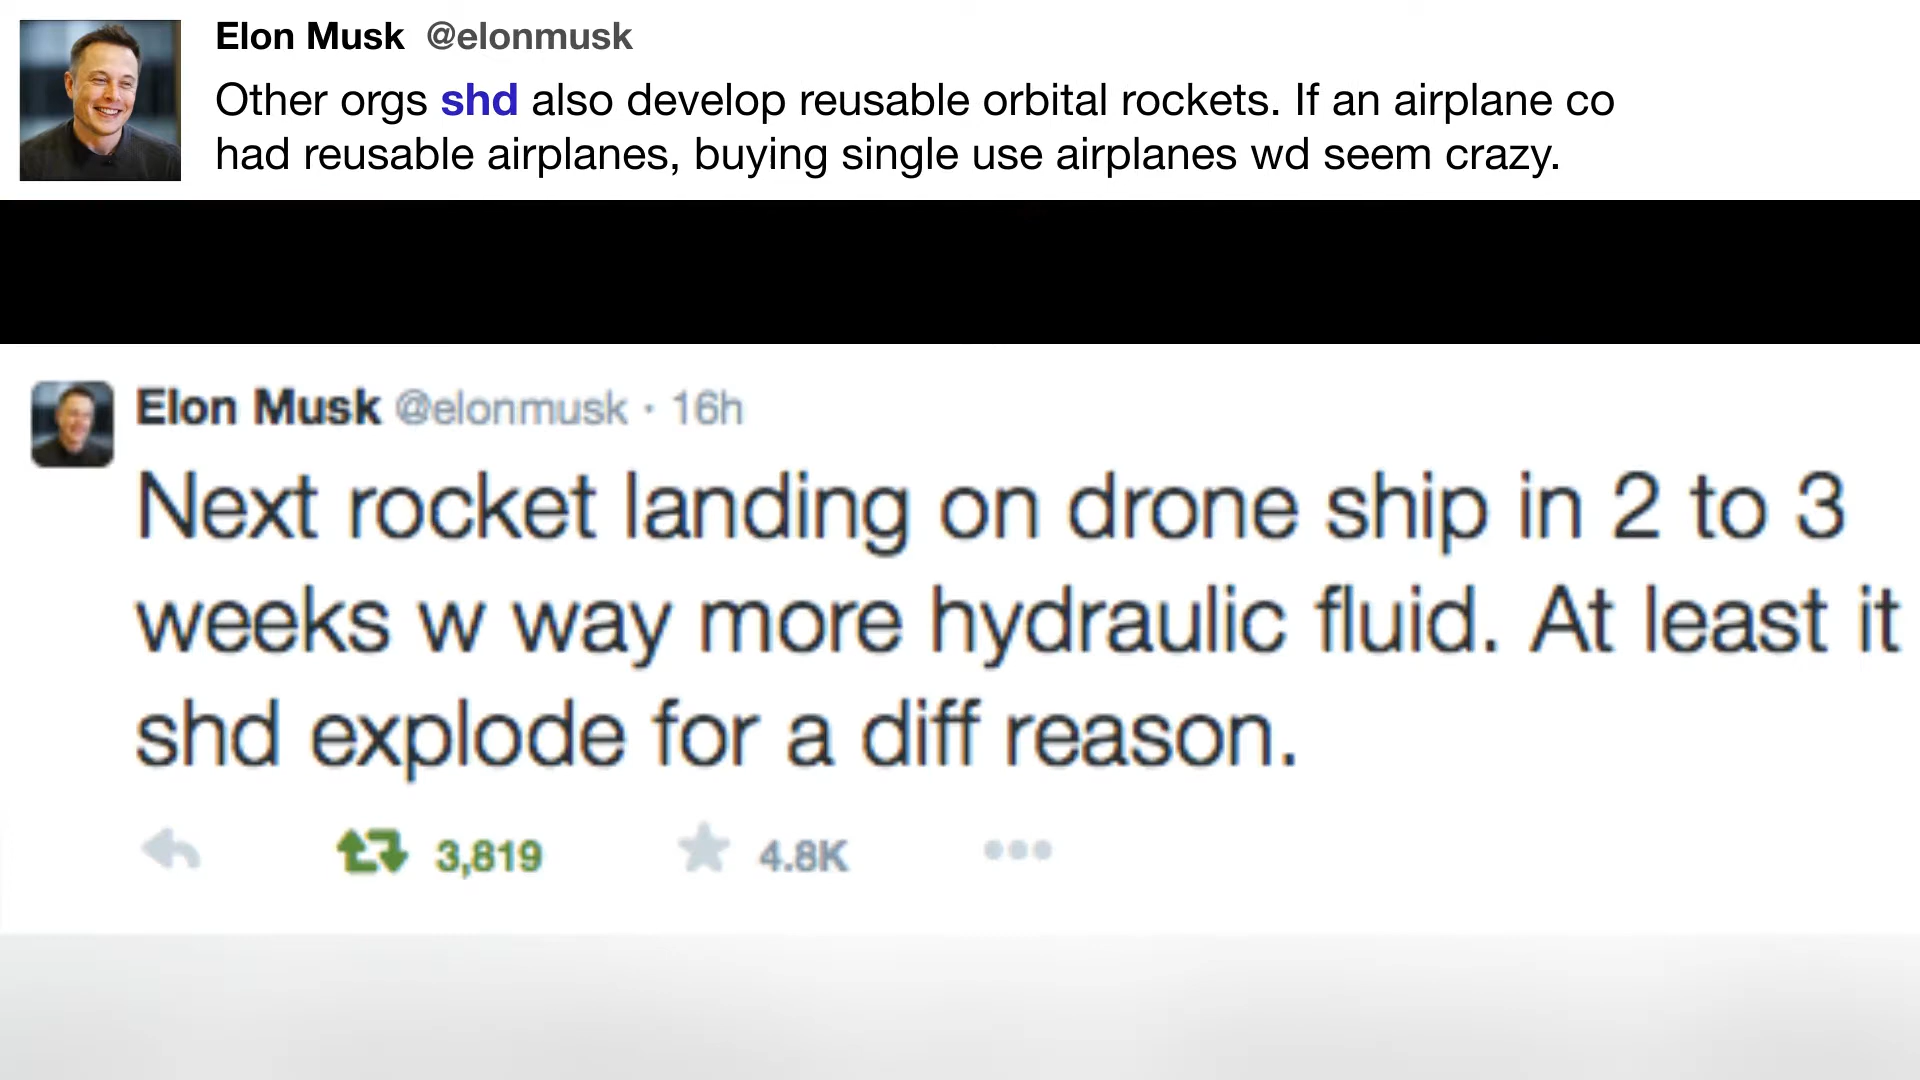 Elon Musk @elonmusk
Other orgs shd also develop reusable orbital rockets. If an airplane co
had reusable airplanes, buying single use airplanes wd seem crazy.
Elon Musk @elonmusk · 16h
Next rocket landing on drone ship in 2 to 3
weeks w way more hydraulic fluid. At least it
shd explode for a diff reason.
3,819 4.8K